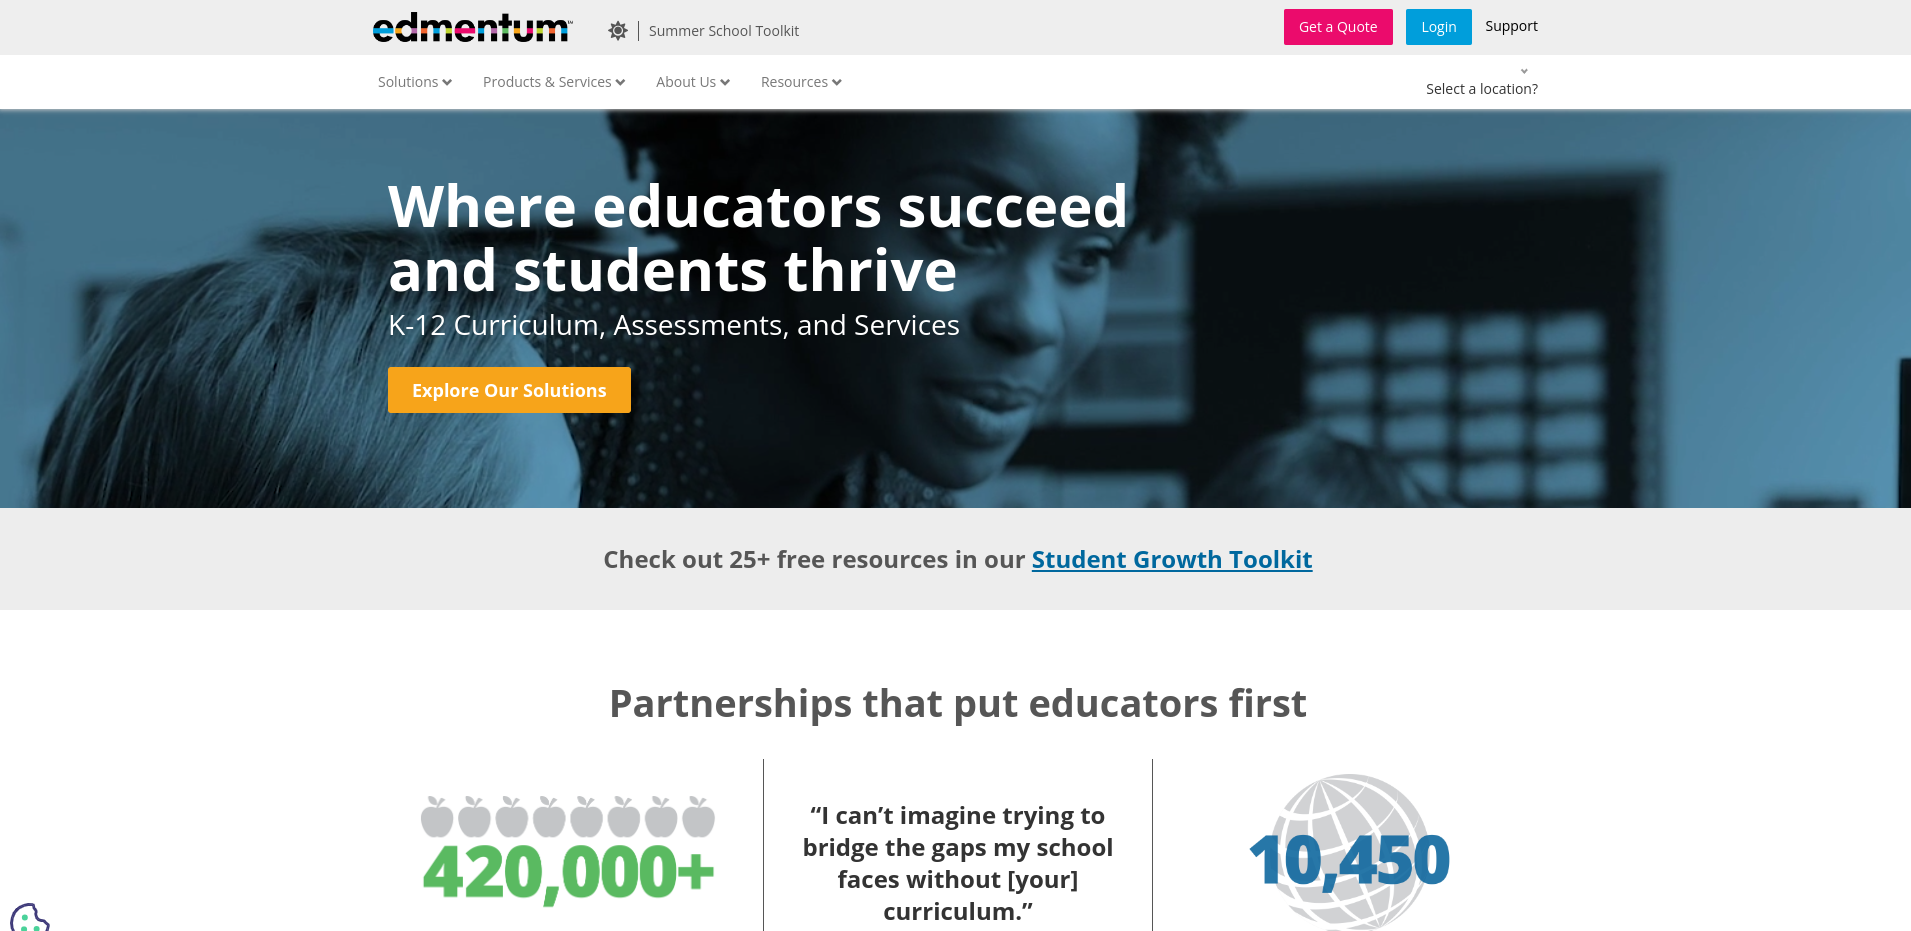 edmentum™
Summer School Toolkit
Get a Quote
Login
Support
Solutions
Products & Services
About Us
Resources
Select a location?
Where educators succeed
and students thrive
K-12 Curriculum, Assessments, and Services
Explore Our Solutions
Check out 25+ free resources in our Student Growth Toolkit
Partnerships that put educators first
420,000+
“I can’t imagine trying to
bridge the gaps my school
faces without [your]
curriculum.”
10,450